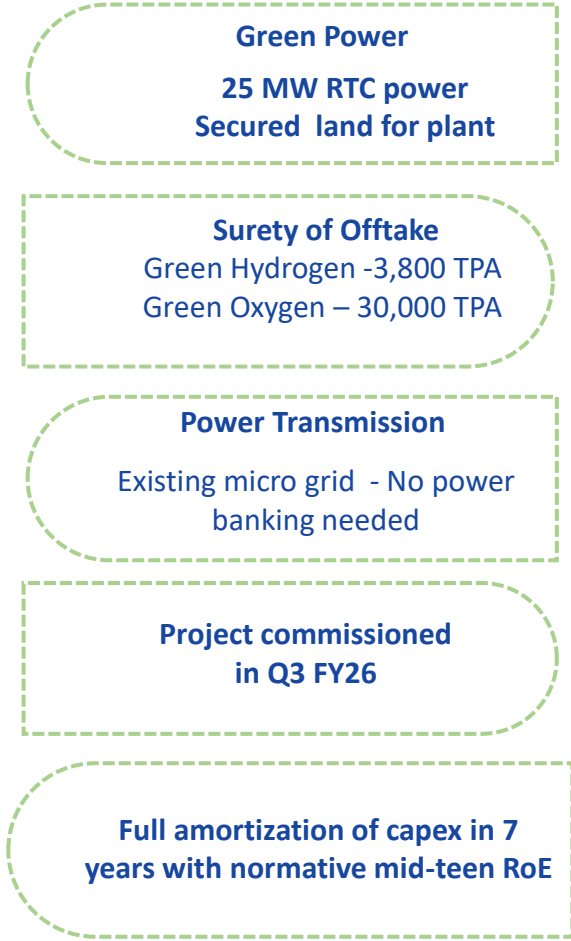 Green Power
25 MW RTC power
Secured land for plant
Surety of Offtake
Green Hydrogen -3,800 TPA
Green Oxygen – 30,000 TPA
Power Transmission
Existing micro grid - No power
banking needed
Project commissioned
in Q3 FY26
Full amortization of capex in 7
years with normative mid-teen RoE